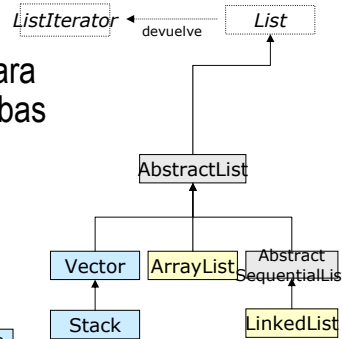 ListIterator
devuelve
List
ara
bas
AbstractList
Vector
ArrayList
Abstract
SequentialLis
Stack
LinkedList